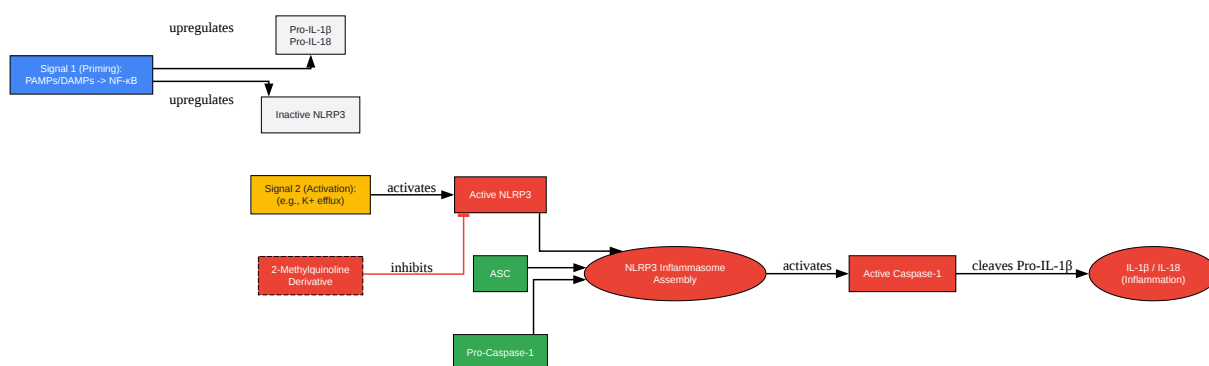 upregulates
Pro-IL-1β
Pro-IL-18
Signal 1 (Priming):
PAMPs/DAMPs -> NF-κB
upregulates
Inactive NLRP3
Signal 2 (Activation):
(e.g., K+ efflux)
activates
Active NLRP3
2-Methylquinoline
Derivative
inhibits
ASC
NLRP3 Inflammasome
Assembly
activates
Active Caspase-1
cleaves Pro-IL-1β
IL-1β / IL-18
(Inflammation)
Pro-Caspase-1